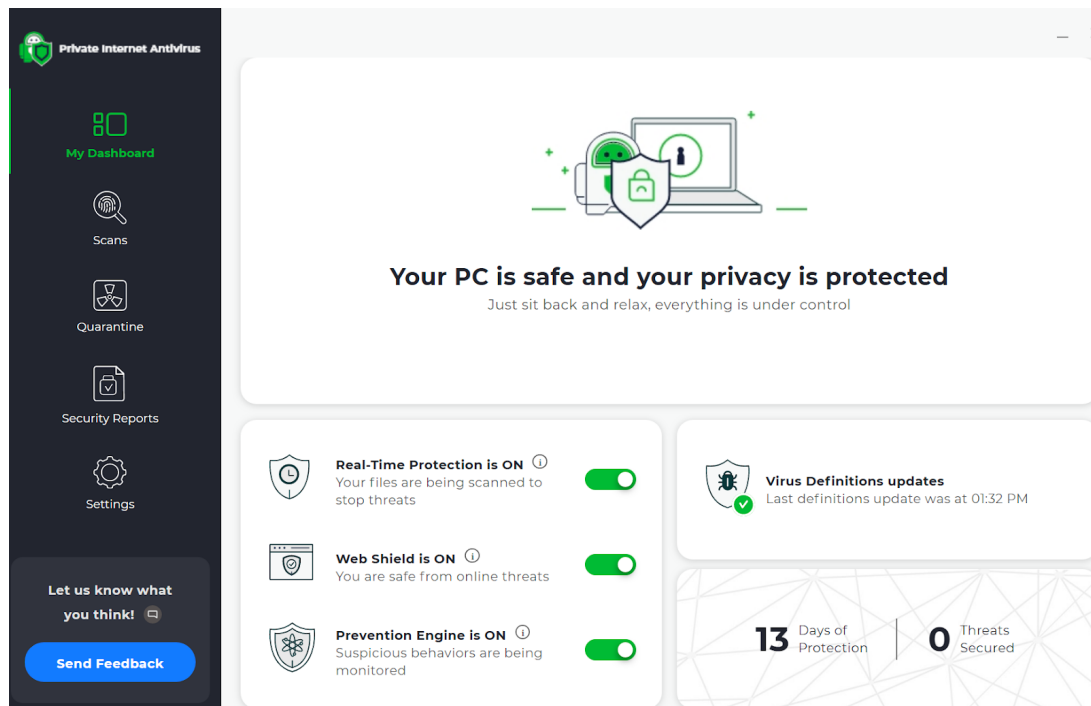 Private Internet Antivirus
My Dashboard
Scans
Quarantine
Security Reports
Settings
Let us know what
you think!
Send Feedback
Your PC is safe and your privacy is protected
Just sit back and relax, everything is under control
Real-Time Protection is ON
Your files are being scanned to
stop threats
Web Shield is ON
You are safe from online threats
Prevention Engine is ON
Suspicious behaviors are being
monitored
Virus Definitions updates
Last definitions update was at 01:32 PM
13 Days of
Protection
0 Threats
Secured